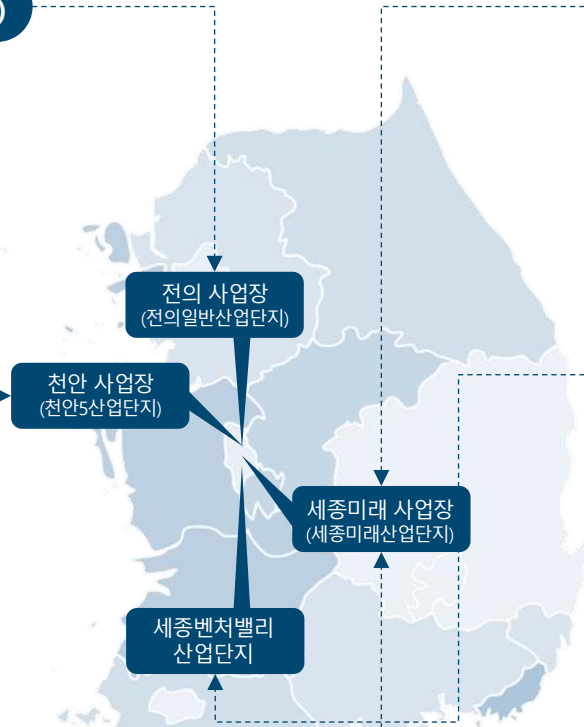 전의 사업장
(전의일반산업단지)
천안 사업장
(천안5산업단지)
세종미래 사업장
(세종미래산업단지)
세종벤처밸리
산업단지